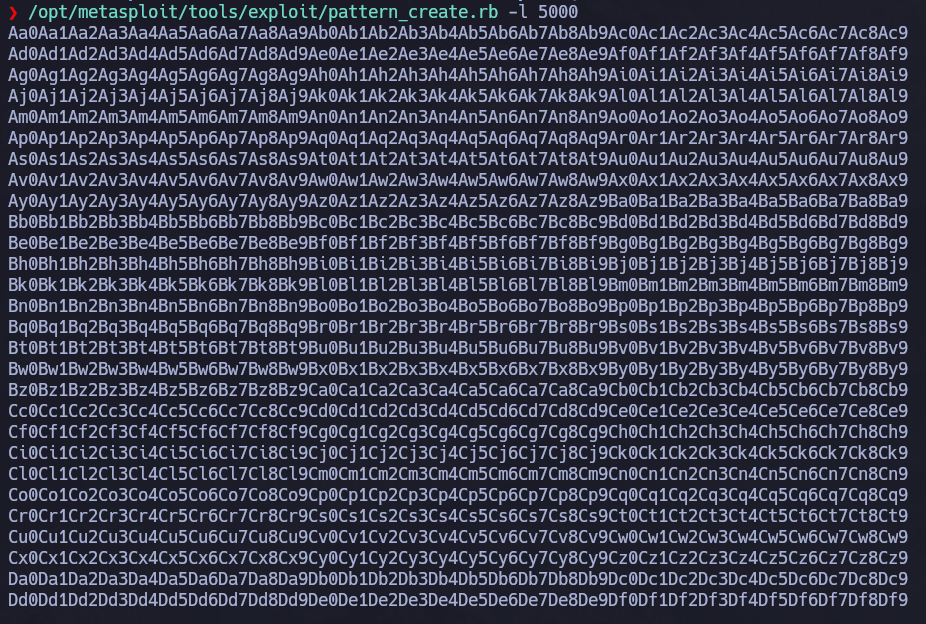 ❯ /opt/metasploit/tools/exploit/pattern_create.rb -l 5000
Aa0Aa1Aa2Aa3Aa4Aa5Aa6Aa7Aa8Aa9Ab0Ab1Ab2Ab3Ab4Ab5Ab6Ab7Ab8Ab9Ac0Ac1Ac2Ac3Ac4Ac5Ac6Ac7Ac8Ac9
Ad0Ad1Ad2Ad3Ad4Ad5Ad6Ad7Ad8Ad9Ae0Ae1Ae2Ae3Ae4Ae5Ae6Ae7Ae8Ae9Af0Af1Af2Af3Af4Af5Af6Af7Af8Af9
Ag0Ag1Ag2Ag3Ag4Ag5Ag6Ag7Ag8Ag9Ah0Ah1Ah2Ah3Ah4Ah5Ah6Ah7Ah8Ah9Ai0Ai1Ai2Ai3Ai4Ai5Ai6Ai7Ai8Ai9
Aj0Aj1Aj2Aj3Aj4Aj5Aj6Aj7Aj8Aj9Ak0Ak1Ak2Ak3Ak4Ak5Ak6Ak7Ak8Ak9Al0Al1Al2Al3Al4Al5Al6Al7Al8Al9
Am0Am1Am2Am3Am4Am5Am6Am7Am8Am9An0An1An2An3An4An5An6An7An8An9Ao0Ao1Ao2Ao3Ao4Ao5Ao6Ao7Ao8Ao9
Ap0Ap1Ap2Ap3Ap4Ap5Ap6Ap7Ap8Ap9Aq0Aq1Aq2Aq3Aq4Aq5Aq6Aq7Aq8Aq9Ar0Ar1Ar2Ar3Ar4Ar5Ar6Ar7Ar8Ar9
As0As1As2As3As4As5As6As7As8As9At0At1At2At3At4At5At6At7At8At9Au0Au1Au2Au3Au4Au5Au6Au7Au8Au9
Av0Av1Av2Av3Av4Av5Av6Av7Av8Av9Aw0Aw1Aw2Aw3Aw4Aw5Aw6Aw7Aw8Aw9Ax0Ax1Ax2Ax3Ax4Ax5Ax6Ax7Ax8Ax9
Ay0Ay1Ay2Ay3Ay4Ay5Ay6Ay7Ay8Ay9Az0Az1Az2Az3Az4Az5Az6Az7Az8Az9Ba0Ba1Ba2Ba3Ba4Ba5Ba6Ba7Ba8Ba9
Bb0Bb1Bb2Bb3Bb4Bb5Bb6Bb7Bb8Bb9Bc0Bc1Bc2Bc3Bc4Bc5Bc6Bc7Bc8Bc9Bd0Bd1Bd2Bd3Bd4Bd5Bd6Bd7Bd8Bd9
Be0Be1Be2Be3Be4Be5Be6Be7Be8Be9Bf0Bf1Bf2Bf3Bf4Bf5Bf6Bf7Bf8Bf9Bg0Bg1Bg2Bg3Bg4Bg5Bg6Bg7Bg8Bg9
Bh0Bh1Bh2Bh3Bh4Bh5Bh6Bh7Bh8Bh9Bi0Bi1Bi2Bi3Bi4Bi5Bi6Bi7Bi8Bi9Bj0Bj1Bj2Bj3Bj4Bj5Bj6Bj7Bj8Bj9
Bk0Bk1Bk2Bk3Bk4Bk5Bk6Bk7Bk8Bk9Bl0Bl1Bl2Bl3Bl4Bl5Bl6Bl7Bl8Bl9Bm0Bm1Bm2Bm3Bm4Bm5Bm6Bm7Bm8Bm9
Bn0Bn1Bn2Bn3Bn4Bn5Bn6Bn7Bn8Bn9Bo0Bo1Bo2Bo3Bo4Bo5Bo6Bo7Bo8Bo9Bp0Bp1Bp2Bp3Bp4Bp5Bp6Bp7Bp8Bp9
Bq0Bq1Bq2Bq3Bq4Bq5Bq6Bq7Bq8Bq9Br0Br1Br2Br3Br4Br5Br6Br7Br8Br9Bs0Bs1Bs2Bs3Bs4Bs5Bs6Bs7Bs8Bs9
Bt0Bt1Bt2Bt3Bt4Bt5Bt6Bt7Bt8Bt9Bu0Bu1Bu2Bu3Bu4Bu5Bu6Bu7Bu8Bu9Bv0Bv1Bv2Bv3Bv4Bv5Bv6Bv7Bv8Bv9
Bw0Bw1Bw2Bw3Bw4Bw5Bw6Bw7Bw8Bw9Bx0Bx1Bx2Bx3Bx4Bx5Bx6Bx7Bx8Bx9By0By1By2By3By4By5By6By7By8By9
Bz0Bz1Bz2Bz3Bz4Bz5Bz6Bz7Bz8Bz9Ca0Ca1Ca2Ca3Ca4Ca5Ca6Ca7Ca8Ca9Cb0Cb1Cb2Cb3Cb4Cb5Cb6Cb7Cb8Cb9
Cc0Cc1Cc2Cc3Cc4Cc5Cc6Cc7Cc8Cc9Cd0Cd1Cd2Cd3Cd4Cd5Cd6Cd7Cd8Cd9Ce0Ce1Ce2Ce3Ce4Ce5Ce6Ce7Ce8Ce9
Cf0Cf1Cf2Cf3Cf4Cf5Cf6Cf7Cf8Cf9Cg0Cg1Cg2Cg3Cg4Cg5Cg6Cg7Cg8Cg9Ch0Ch1Ch2Ch3Ch4Ch5Ch6Ch7Ch8Ch9
Ci0Ci1Ci2Ci3Ci4Ci5Ci6Ci7Ci8Ci9Cj0Cj1Cj2Cj3Cj4Cj5Cj6Cj7Cj8Cj9Ck0Ck1Ck2Ck3Ck4Ck5Ck6Ck7Ck8Ck9
Cl0Cl1Cl2Cl3Cl4Cl5Cl6Cl7Cl8Cl9Cm0Cm1Cm2Cm3Cm4Cm5Cm6Cm7Cm8Cm9Cn0Cn1Cn2Cn3Cn4Cn5Cn6Cn7Cn8Cn9
Co0Co1Co2Co3Co4Co5Co6Co7Co8Co9Cp0Cp1Cp2Cp3Cp4Cp5Cp6Cp7Cp8Cp9Cq0Cq1Cq2Cq3Cq4Cq5Cq6Cq7Cq8Cq9
Cr0Cr1Cr2Cr3Cr4Cr5Cr6Cr7Cr8Cr9Cs0Cs1Cs2Cs3Cs4Cs5Cs6Cs7Cs8Cs9Ct0Ct1Ct2Ct3Ct4Ct5Ct6Ct7Ct8Ct9
Cu0Cu1Cu2Cu3Cu4Cu5Cu6Cu7Cu8Cu9Cv0Cv1Cv2Cv3Cv4Cv5Cv6Cv7Cv8Cv9Cw0Cw1Cw2Cw3Cw4Cw5Cw6Cw7Cw8Cw9
Cx0Cx1Cx2Cx3Cx4Cx5Cx6Cx7Cx8Cx9Cy0Cy1Cy2Cy3Cy4Cy5Cy6Cy7Cy8Cy9Cz0Cz1Cz2Cz3Cz4Cz5Cz6Cz7Cz8Cz9
Da0Da1Da2Da3Da4Da5Da6Da7Da8Da9Db0Db1Db2Db3Db4Db5Db6Db7Db8Db9Dc0Dc1Dc2Dc3Dc4Dc5Dc6Dc7Dc8Dc9
Dd0Dd1Dd2Dd3Dd4Dd5Dd6Dd7Dd8Dd9De0De1De2De3De4De5De6De7De8De9Df0Df1Df2Df3Df4Df5Df6Df7Df8Df9